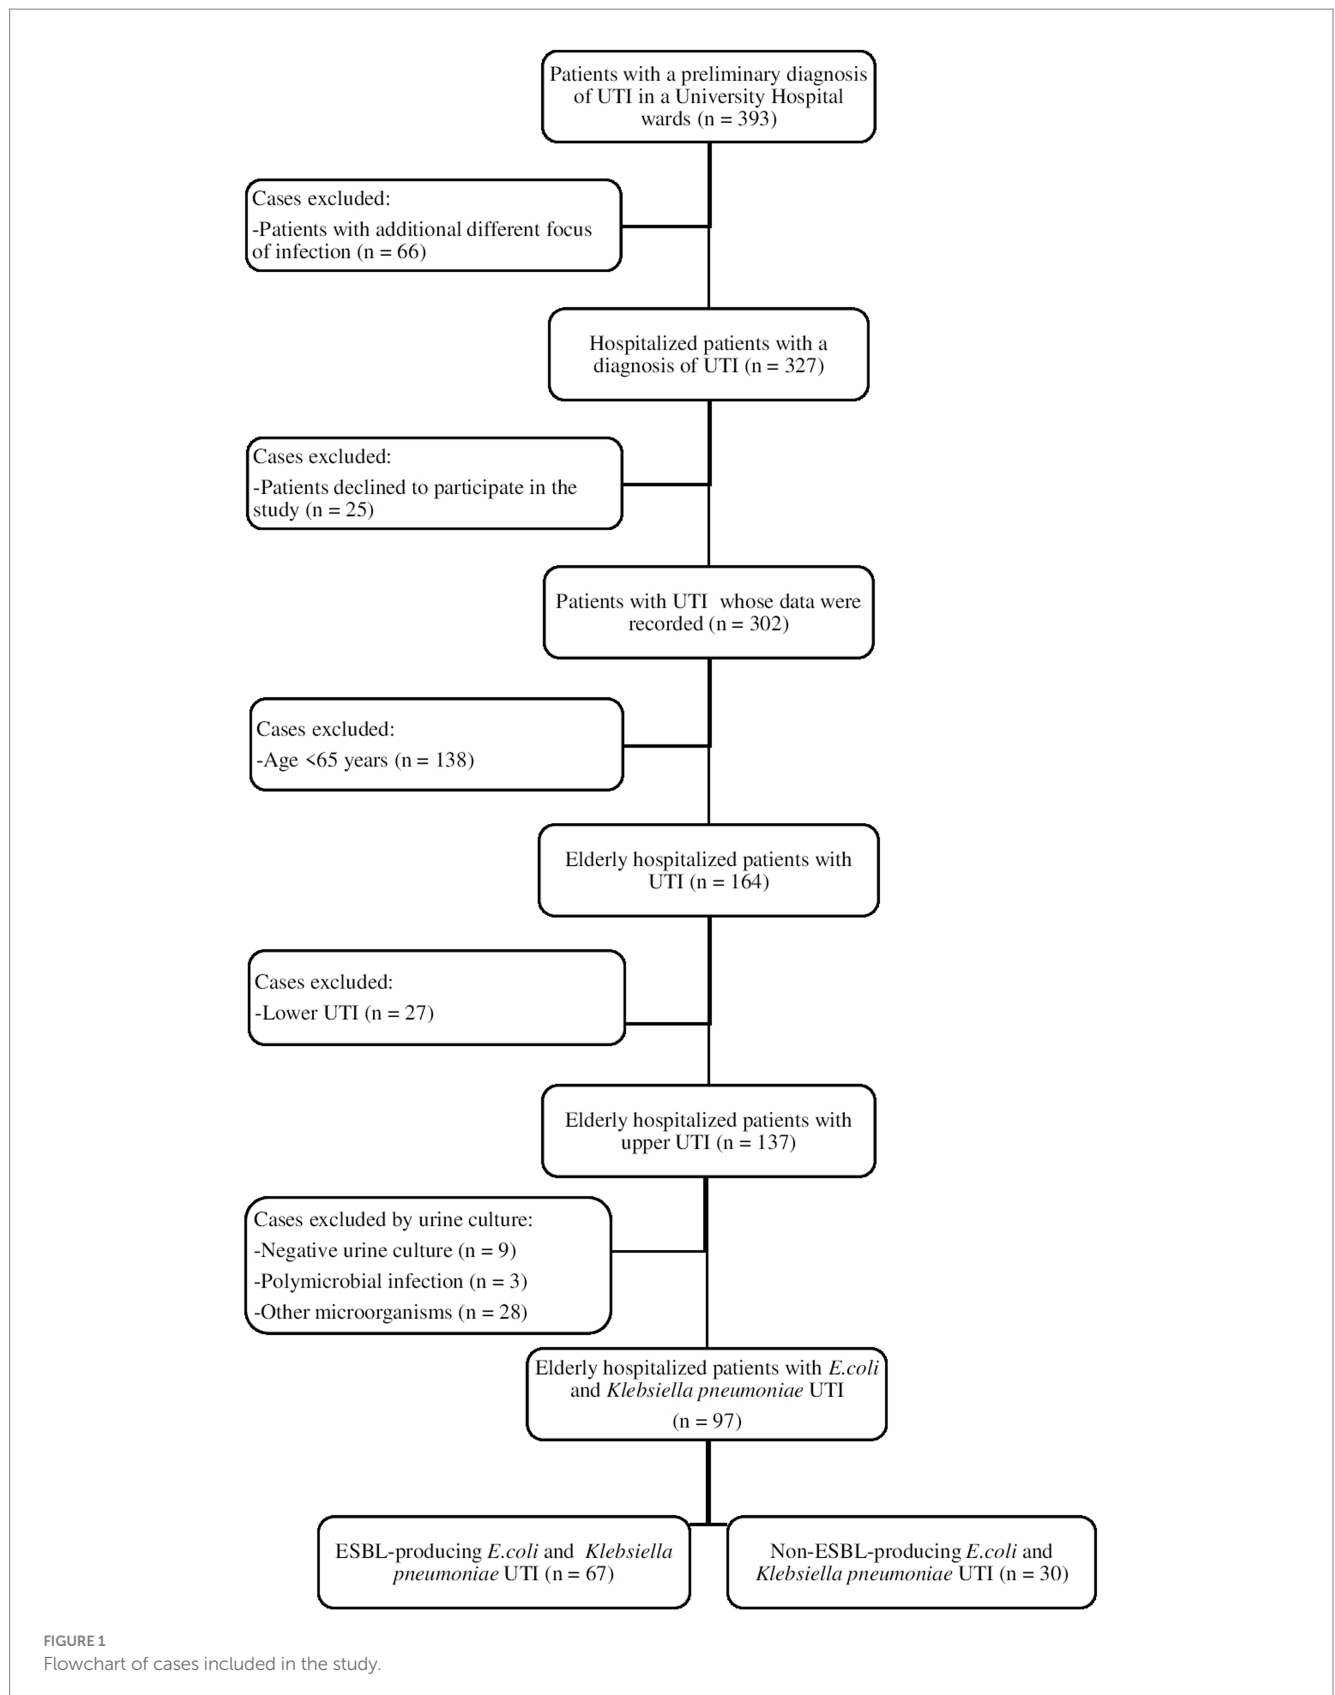 Patients with a preliminary diagnosis
of UTI in a University Hospital
wards (n = 393)
Cases excluded:
-Patients with additional different focus
of infection (n = 66)
Hospitalized patients with a
diagnosis of UTI (n = 327)
Cases excluded:
-Patients declined to participate in the
study (n = 25)
Patients with UTI  whose data were
recorded (n = 302)
Cases excluded:
-Age <65 years (n = 138)
Elderly hospitalized patients with
UTI (n = 164)
Cases excluded:
-Lower UTI (n = 27)
Elderly hospitalized patients with
upper UTI (n = 137)
Cases excluded by urine culture:
-Negative urine culture (n = 9)
-Polymicrobial infection (n = 3)
-Other microorganisms (n = 28)
Elderly hospitalized patients with E.coli
and Klebsiella pneumoniae UTI
(n = 97)
ESBL-producing E.coli and  Klebsiella
pneumoniae UTI (n = 67)
Non-ESBL-producing E.coli and
Klebsiella pneumoniae UTI (n = 30)
FIGURE 1
Flowchart of cases included in the study.